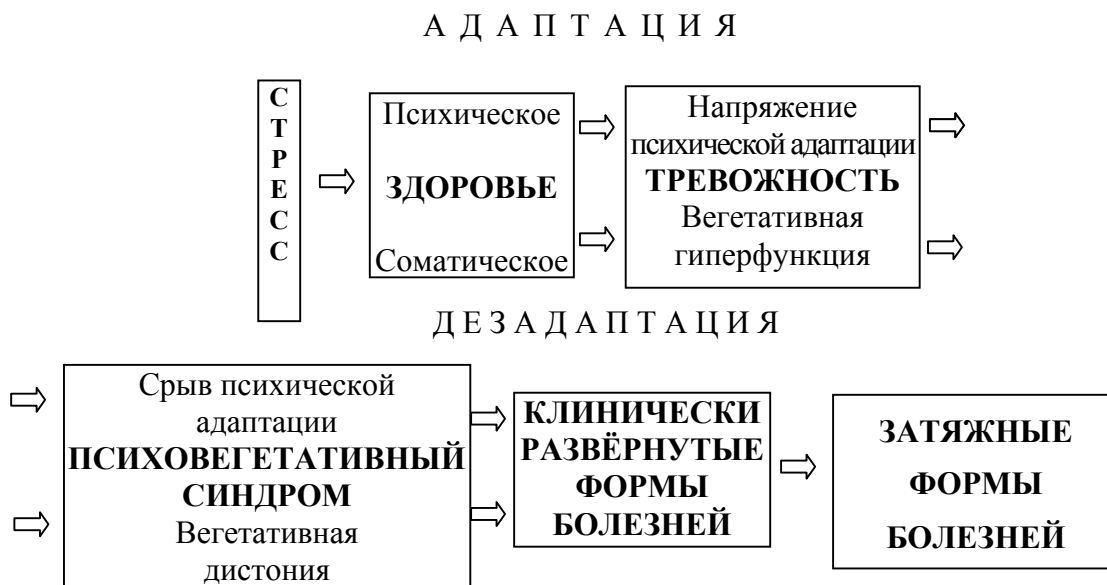 А Д А П Т А Ц И Я
С
Т
Р
Е
С
С
Психическое
ЗДОРОВЬЕ
Соматическое
Напряжение
психической адаптации
ТРЕВОЖНОСТЬ
Вегетативная
гиперфункция
Д Е З А Д А П Т А Ц И Я
Срыв психической
адаптации
ПСИХОВЕГЕТАТИВНЫЙ
СИНДРОМ
Вегетативная
дистония
КЛИНИЧЕСКИ
РАЗВЁРНУТЫЕ
ФОРМЫ
БОЛЕЗНЕЙ
ЗАТЯЖНЫЕ
ФОРМЫ
БОЛЕЗНЕЙ